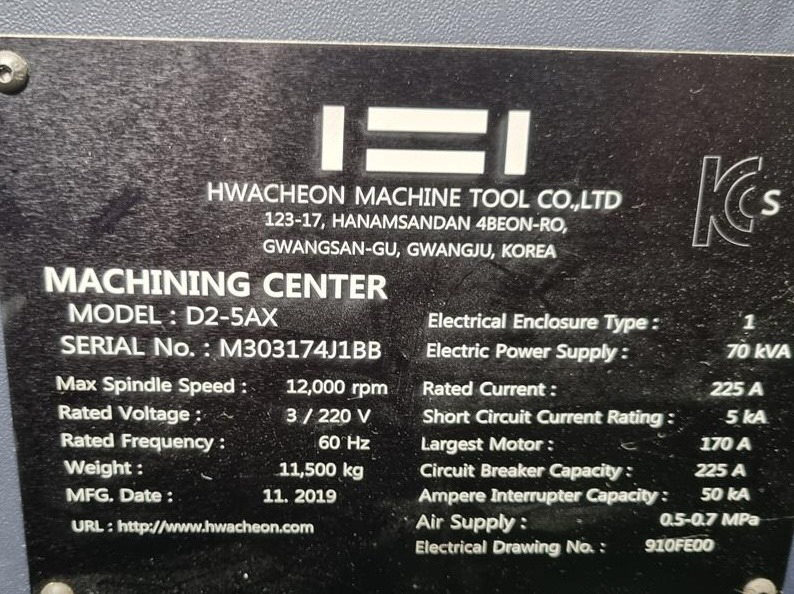 HWACHEON MACHINE TOOL CO.,LTD
123-17, HANAMSANDAN 4BEON-RO,
GWANGSAN-GU, GWANGJU, KOREA
KC s
MACHINING CENTER
MODEL : D2-5AX
SERIAL No. : M303174J1BB
Max Spindle Speed : 12,000 rpm
Rated Voltage : 3 / 220 V
Rated Frequency : 60 Hz
Weight : 11,500 kg
MFG. Date : 11. 2019
URL : http://www.hwacheon.com
Electrical Enclosure Type : 1
Electric Power Supply : 70 kVA
Rated Current : 225 A
Short Circuit Current Rating : 5 kA
Largest Motor : 170 A
Circuit Breaker Capacity : 225 A
Ampere Interrupter Capacity : 50 kA
Air Supply : 0.5-0.7 MPa
Electrical Drawing No. : 910FE00